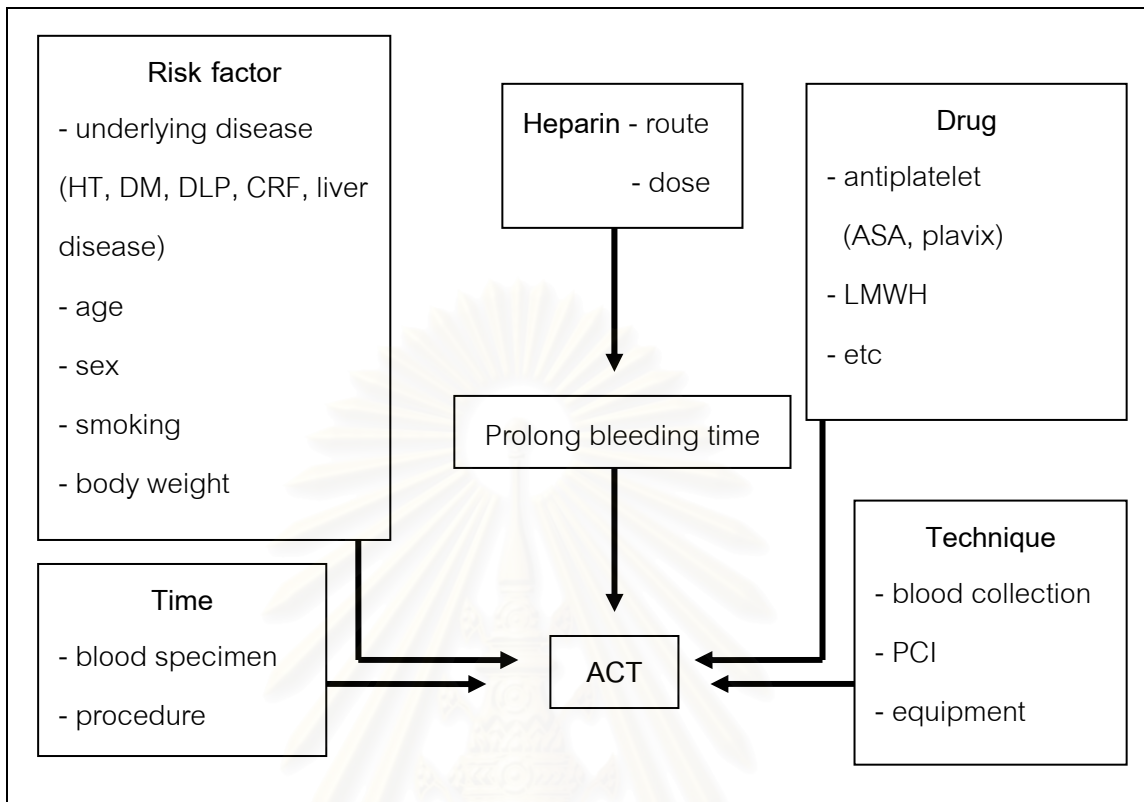 Risk factor
- underlying disease
(HT, DM, DLP, CRF, liver
disease)
- age
- sex
- smoking
- body weight
Heparin - route
- dose
Drug
- antiplatelet
(ASA, plavix)
- LMWH
- etc
Prolong bleeding time
Time
- blood specimen
- procedure
ACT
Technique
- blood collection
- PCI
- equipment